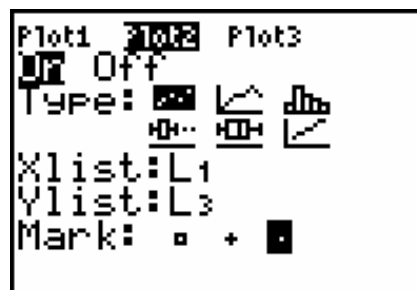 Plot1 Plot2 Plot3
On Off
Type:
Xlist:L1
Ylist:L3
Mark: ▫ + ·